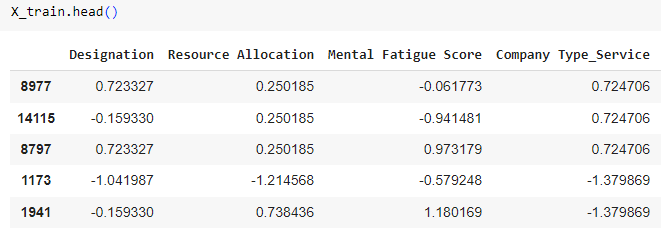 X_train.head()
Designation Resource Allocation Mental Fatigue Score Company Type_Service
8977 0.723327 0.250185 -0.061773 0.724706
14115 -0.159330 0.250185 -0.941481 0.724706
8797 0.723327 0.250185 0.973179 0.724706
1173 -1.041987 -1.214568 -0.579248 -1.379869
1941 -0.159330 0.738436 1.180169 -1.379869